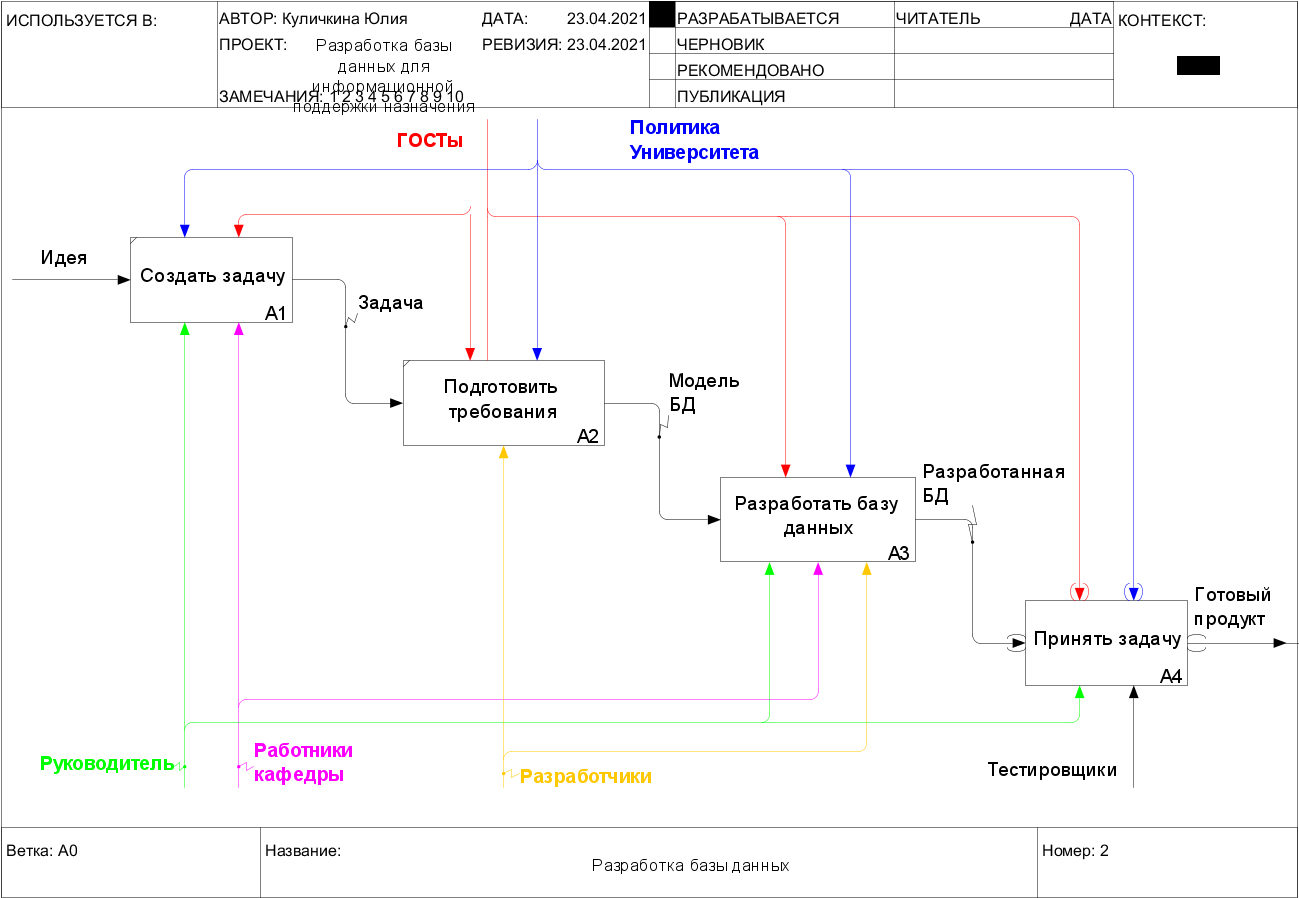 ИСПОЛЬЗУЕТСЯ В:
АВТОР: Куличкина Юлия
ДАТА: 23.04.2021
РАЗРАБАТЫВАЕТСЯ
ЧИТАТЕЛЬ
ДАТА
КОНТЕКСТ:
ПРОЕКТ:
Разработка базы
данных для
информационной
поддержки назначения
РЕВИЗИЯ: 23.04.2021
ЧЕРНОВИК
РЕКОМЕНДОВАНО
ЗАМЕЧАНИЯ: 1 2 3 4 5 6 7 8 9 10
ПУБЛИКАЦИЯ
ГОСТы
Политика
Университета
Идея
Создать задачу
A1
Задача
Подготовить
требования
A2
Модель
БД
Разработать базу
данных
A3
Разработанная
БД
Принять задачу
A4
Готовый
продукт
Руководитель
Работники
кафедры
Разработчики
Тестировщики
Ветка: A0
Название:
Разработка базы данных
Номер: 2